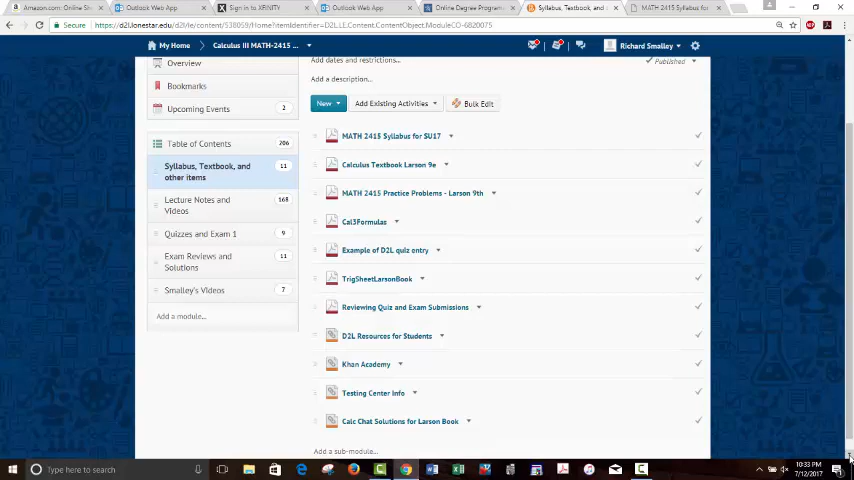 Amazon.com: Online Sh
Outlook Web App
Sign in to XFINITY
Outlook Web App
Online Degree Program
Syllabus, Textbook, and
MATH 2415 Syllabus for
https://d2l.lonestar.edu/d2l/le/content/538059/Home?itemIdentifier=D2L.LE.Content.ContentObject.ModuleCO-6820075
My Home
Calculus III MATH-2415 ...
Richard Smalley
Overview
Bookmarks
Upcoming Events 2
Table of Contents 206
Syllabus, Textbook, and
other items 11
Lecture Notes and
Videos 168
Quizzes and Exam 1 9
Exam Reviews and
Solutions 11
Smalley's Videos 7
Add a module...
Add dates and restrictions...
Published
Add a description...
New
Add Existing Activities
Bulk Edit
MATH 2415 Syllabus for SU17
Calculus Textbook Larson 9e
MATH 2415 Practice Problems - Larson 9th
Cal3Formulas
Example of D2L quiz entry
TrigSheetLarsonBook
Reviewing Quiz and Exam Submissions
D2L Resources for Students
Khan Academy
Testing Center Info
Calc Chat Solutions for Larson Book
Add a sub-module...
Type here to search
10:33 PM
7/12/2017